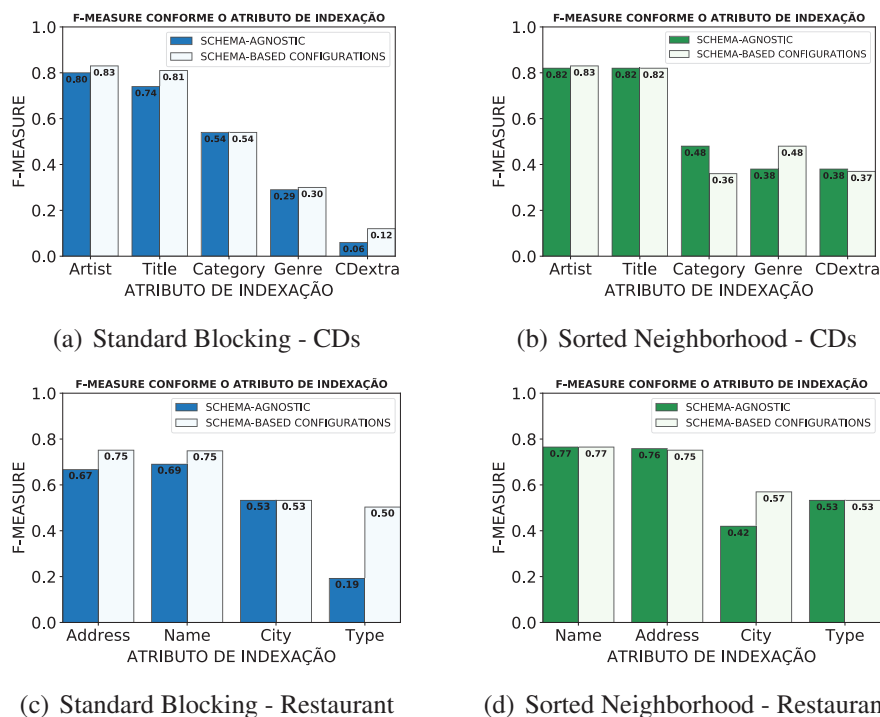 F-MEASURE CONFORME O ATRIBUTO DE INDEXAÇÃO
SCHEMA-AGNOSTIC
SCHEMA-BASED CONFIGURATIONS
F-MEASURE
1.0
0.8
0.6
0.4
0.2
0.0
0.80
0.83
0.74
0.81
0.54
0.54
0.29
0.30
0.06
0.12
Artist Title Category Genre CDextra
ATRIBUTO DE INDEXAÇÃO
(a) Standard Blocking - CDs
F-MEASURE CONFORME O ATRIBUTO DE INDEXAÇÃO
SCHEMA-AGNOSTIC
SCHEMA-BASED CONFIGURATIONS
F-MEASURE
1.0
0.8
0.6
0.4
0.2
0.0
0.82
0.83
0.82
0.82
0.48
0.36
0.38
0.48
0.38
0.37
Artist Title Category Genre CDextra
ATRIBUTO DE INDEXAÇÃO
(b) Sorted Neighborhood - CDs
F-MEASURE CONFORME O ATRIBUTO DE INDEXAÇÃO
SCHEMA-AGNOSTIC
SCHEMA-BASED CONFIGURATIONS
F-MEASURE
1.0
0.8
0.6
0.4
0.2
0.0
0.67
0.75
0.69
0.75
0.53
0.53
0.19
0.50
Address Name City Type
ATRIBUTO DE INDEXAÇÃO
(c) Standard Blocking - Restaurant
F-MEASURE CONFORME O ATRIBUTO DE INDEXAÇÃO
SCHEMA-AGNOSTIC
SCHEMA-BASED CONFIGURATIONS
F-MEASURE
1.0
0.8
0.6
0.4
0.2
0.0
0.77
0.77
0.76
0.75
0.42
0.57
0.53
0.53
Name Address City Type
ATRIBUTO DE INDEXAÇÃO
(d) Sorted Neighborhood - Restauran